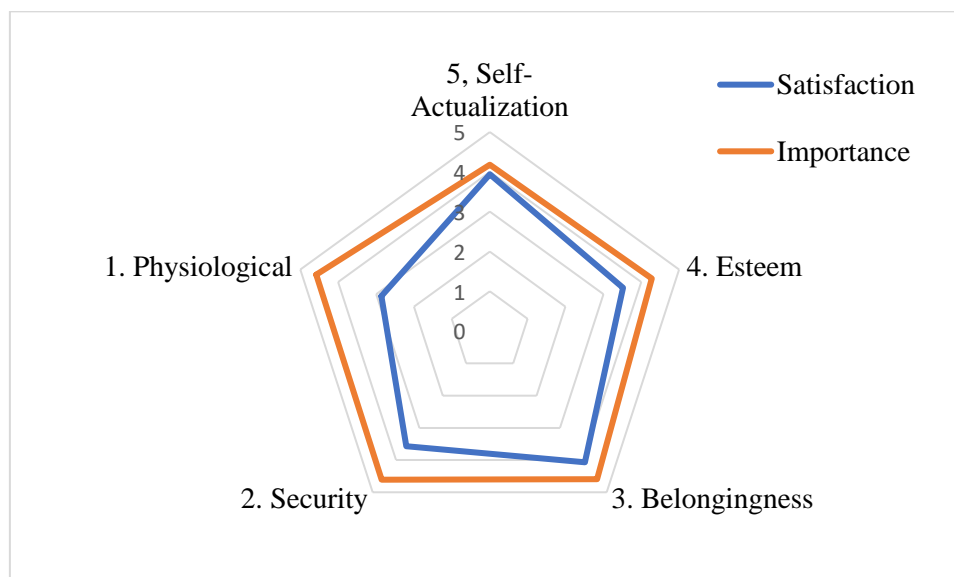 5, Self-
Actualization
Satisfaction
Importance
5
4
3
2
1
0
1. Physiological
4. Esteem
2. Security
3. Belongingness